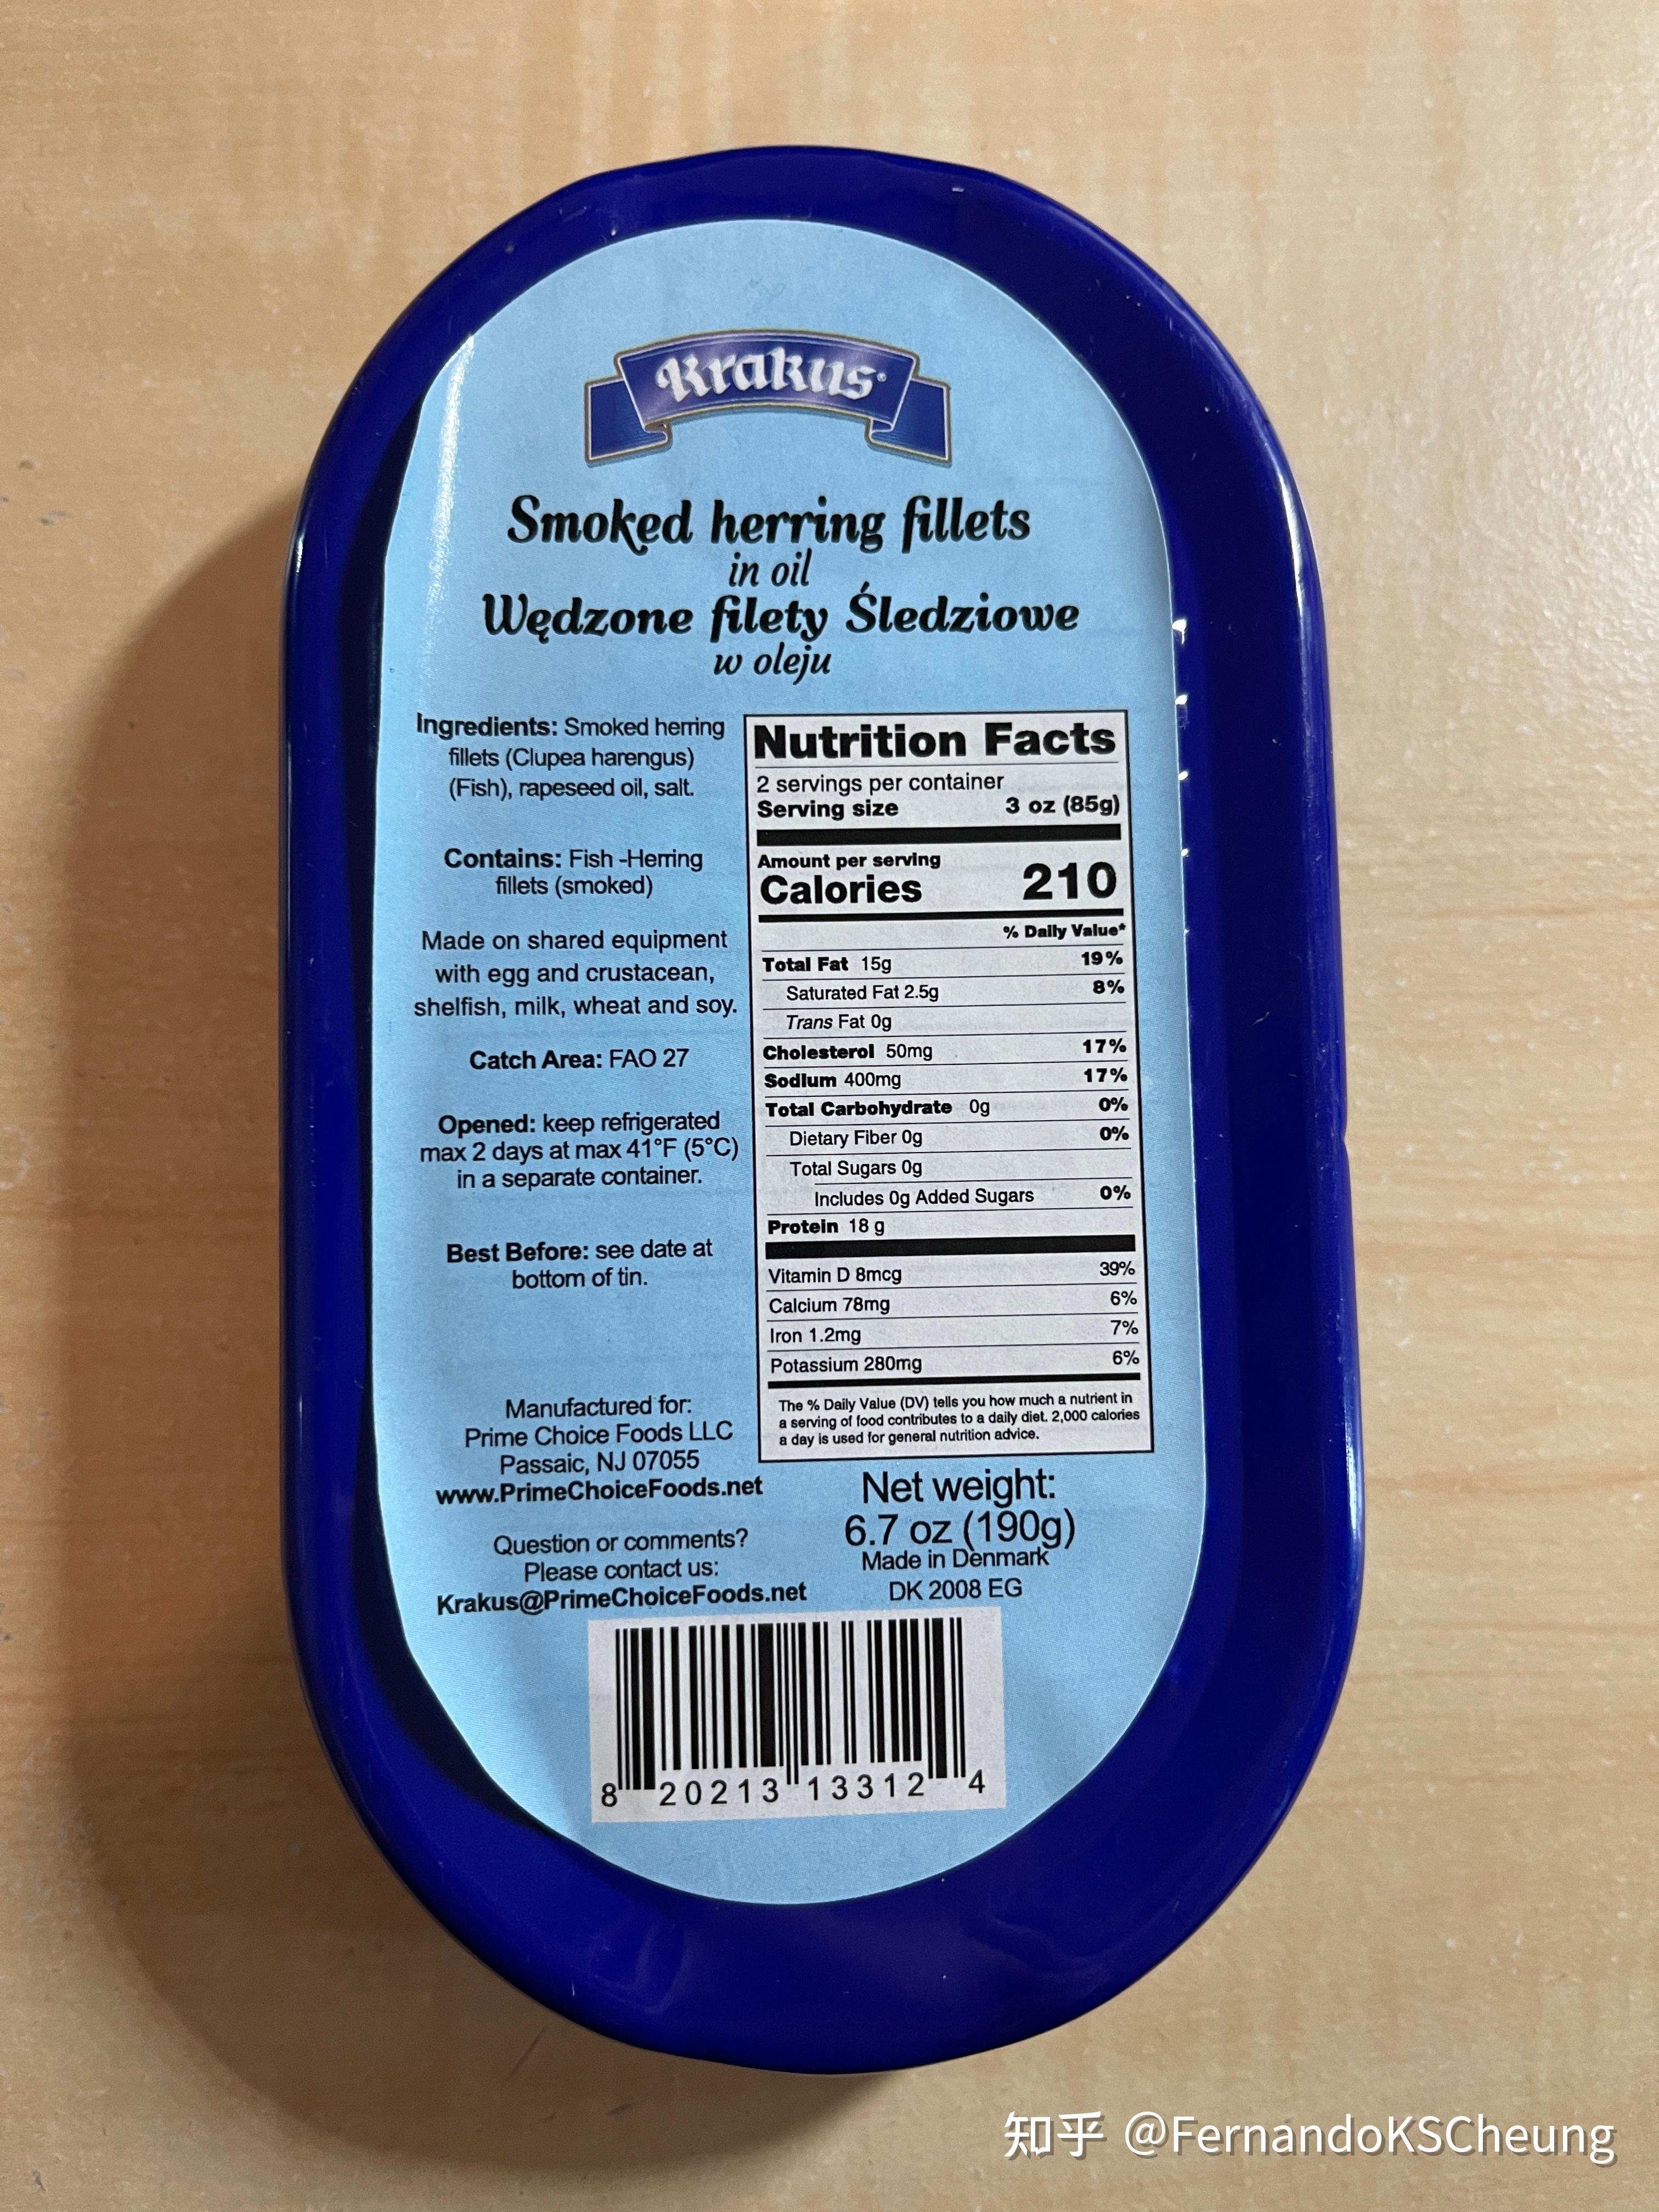 Krakus®
Smoked herring fillets
in oil
Wędzone filety Śledziowe
w oleju
Ingredients: Smoked herring
fillets (Clupea harengus)
(Fish), rapeseed oil, salt.
Contains: Fish -Herring
fillets (smoked)
Made on shared equipment
with egg and crustacean,
shelfish, milk, wheat and soy.
Catch Area: FAO 27
Opened: keep refrigerated
max 2 days at max 41°F (5°C)
in a separate container.
Best Before: see date at
bottom of tin.
Manufactured for:
Prime Choice Foods LLC
Passaic, NJ 07055
www.PrimeChoiceFoods.net
Question or comments?
Please contact us:
Krakus@PrimeChoiceFoods.net
Nutrition Facts
2 servings per container
Serving size 3 oz (85g)
Amount per serving
Calories 210
% Daily Value*
Total Fat 15g 19%
Saturated Fat 2.5g 8%
Trans Fat 0g
Cholesterol 50mg 17%
Sodium 400mg 17%
Total Carbohydrate 0g 0%
Dietary Fiber 0g 0%
Total Sugars 0g
Includes 0g Added Sugars 0%
Protein 18 g
Vitamin D 8mcg 39%
Calcium 78mg 6%
Iron 1.2mg 7%
Potassium 280mg 6%
The % Daily Value (DV) tells you how much a nutrient in
a serving of food contributes to a daily diet. 2,000 calories
a day is used for general nutrition advice.
Net weight:
6.7 oz (190g)
Made in Denmark
DK 2008 EG
8 20213 13312 4
知乎 @FernandoKSCheung